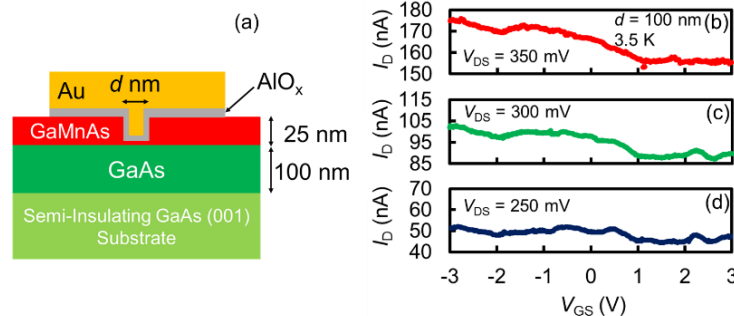 (a)
d nm
Au
AlOx
GaMnAs
25 nm
GaAs
100 nm
Semi-Insulating GaAs (001)
Substrate
180
170
160
150
ID (nA)
d = 100 nm
3.5 K
(b)
VDS = 350 mV
115
105
95
85
ID (nA)
VDS = 300 mV
(c)
70
60
50
40
ID (nA)
VDS = 250 mV
(d)
-3 -2 -1 0 1 2 3
VGS (V)